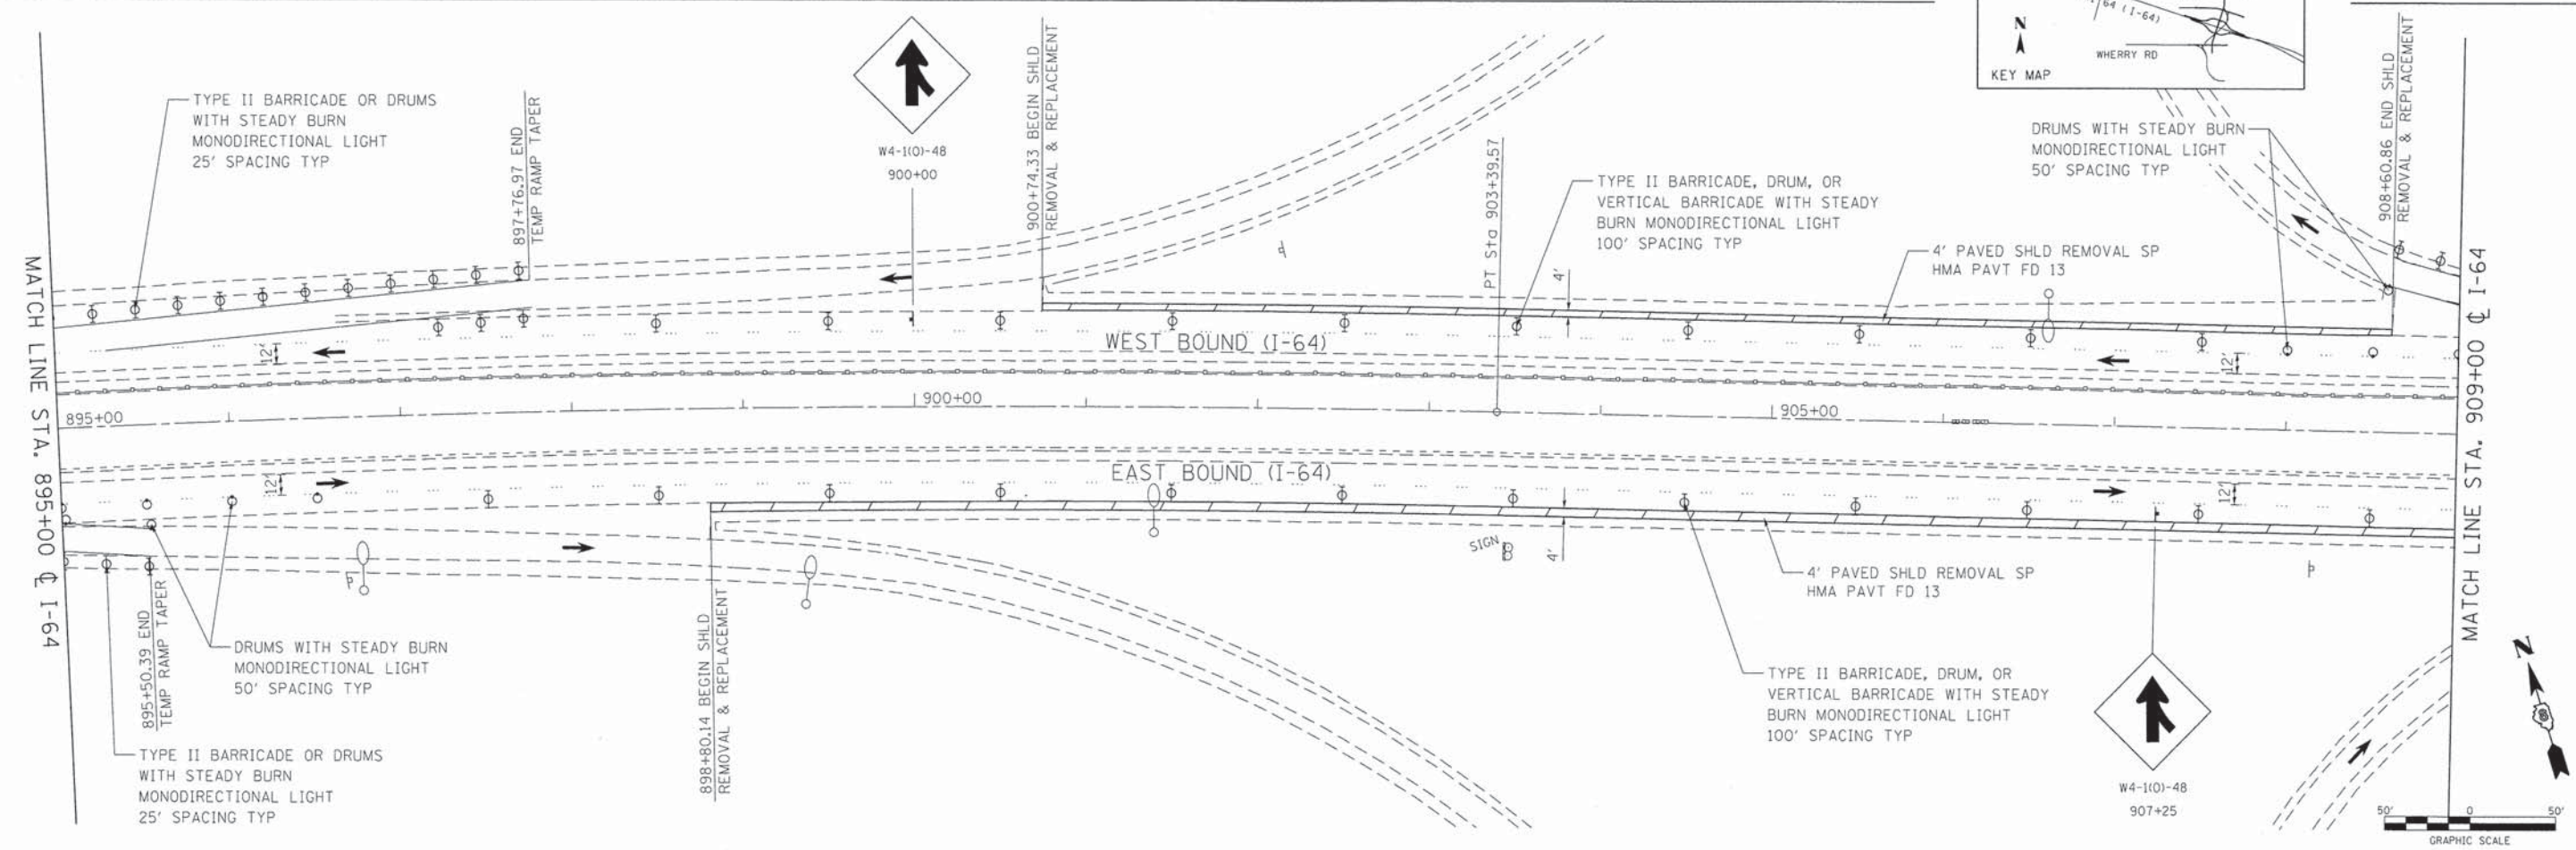 64 (I-64)
N
WHERRY RD
KEY MAP
MATCH LINE STA. 895+00 ℄ I-64
TYPE II BARRICADE OR DRUMS
WITH STEADY BURN
MONODIRECTIONAL LIGHT
25' SPACING TYP
897+76.97 END
TEMP RAMP TAPER
W4-1(O)-48
900+00
900+74.33 BEGIN SHLD
REMOVAL & REPLACEMENT
PT Sta 903+39.57
TYPE II BARRICADE, DRUM, OR
VERTICAL BARRICADE WITH STEADY
BURN MONODIRECTIONAL LIGHT
100' SPACING TYP
4'
4' PAVED SHLD REMOVAL SP
HMA PAVT FD 13
DRUMS WITH STEADY BURN
MONODIRECTIONAL LIGHT
50' SPACING TYP
908+60.86 END SHLD
REMOVAL & REPLACEMENT
MATCH LINE STA. 909+00 ℄ I-64
12'
WEST BOUND (I-64)
12'
895+00
900+00
905+00
12'
EAST BOUND (I-64)
12'
SIGN
4'
895+50.39 END
TEMP RAMP TAPER
DRUMS WITH STEADY BURN
MONODIRECTIONAL LIGHT
50' SPACING TYP
TYPE II BARRICADE OR DRUMS
WITH STEADY BURN
MONODIRECTIONAL LIGHT
25' SPACING TYP
898+80.14 BEGIN SHLD
REMOVAL & REPLACEMENT
4' PAVED SHLD REMOVAL SP
HMA PAVT FD 13
TYPE II BARRICADE, DRUM, OR
VERTICAL BARRICADE WITH STEADY
BURN MONODIRECTIONAL LIGHT
100' SPACING TYP
W4-1(O)-48
907+25
N
50' 0 50'
GRAPHIC SCALE